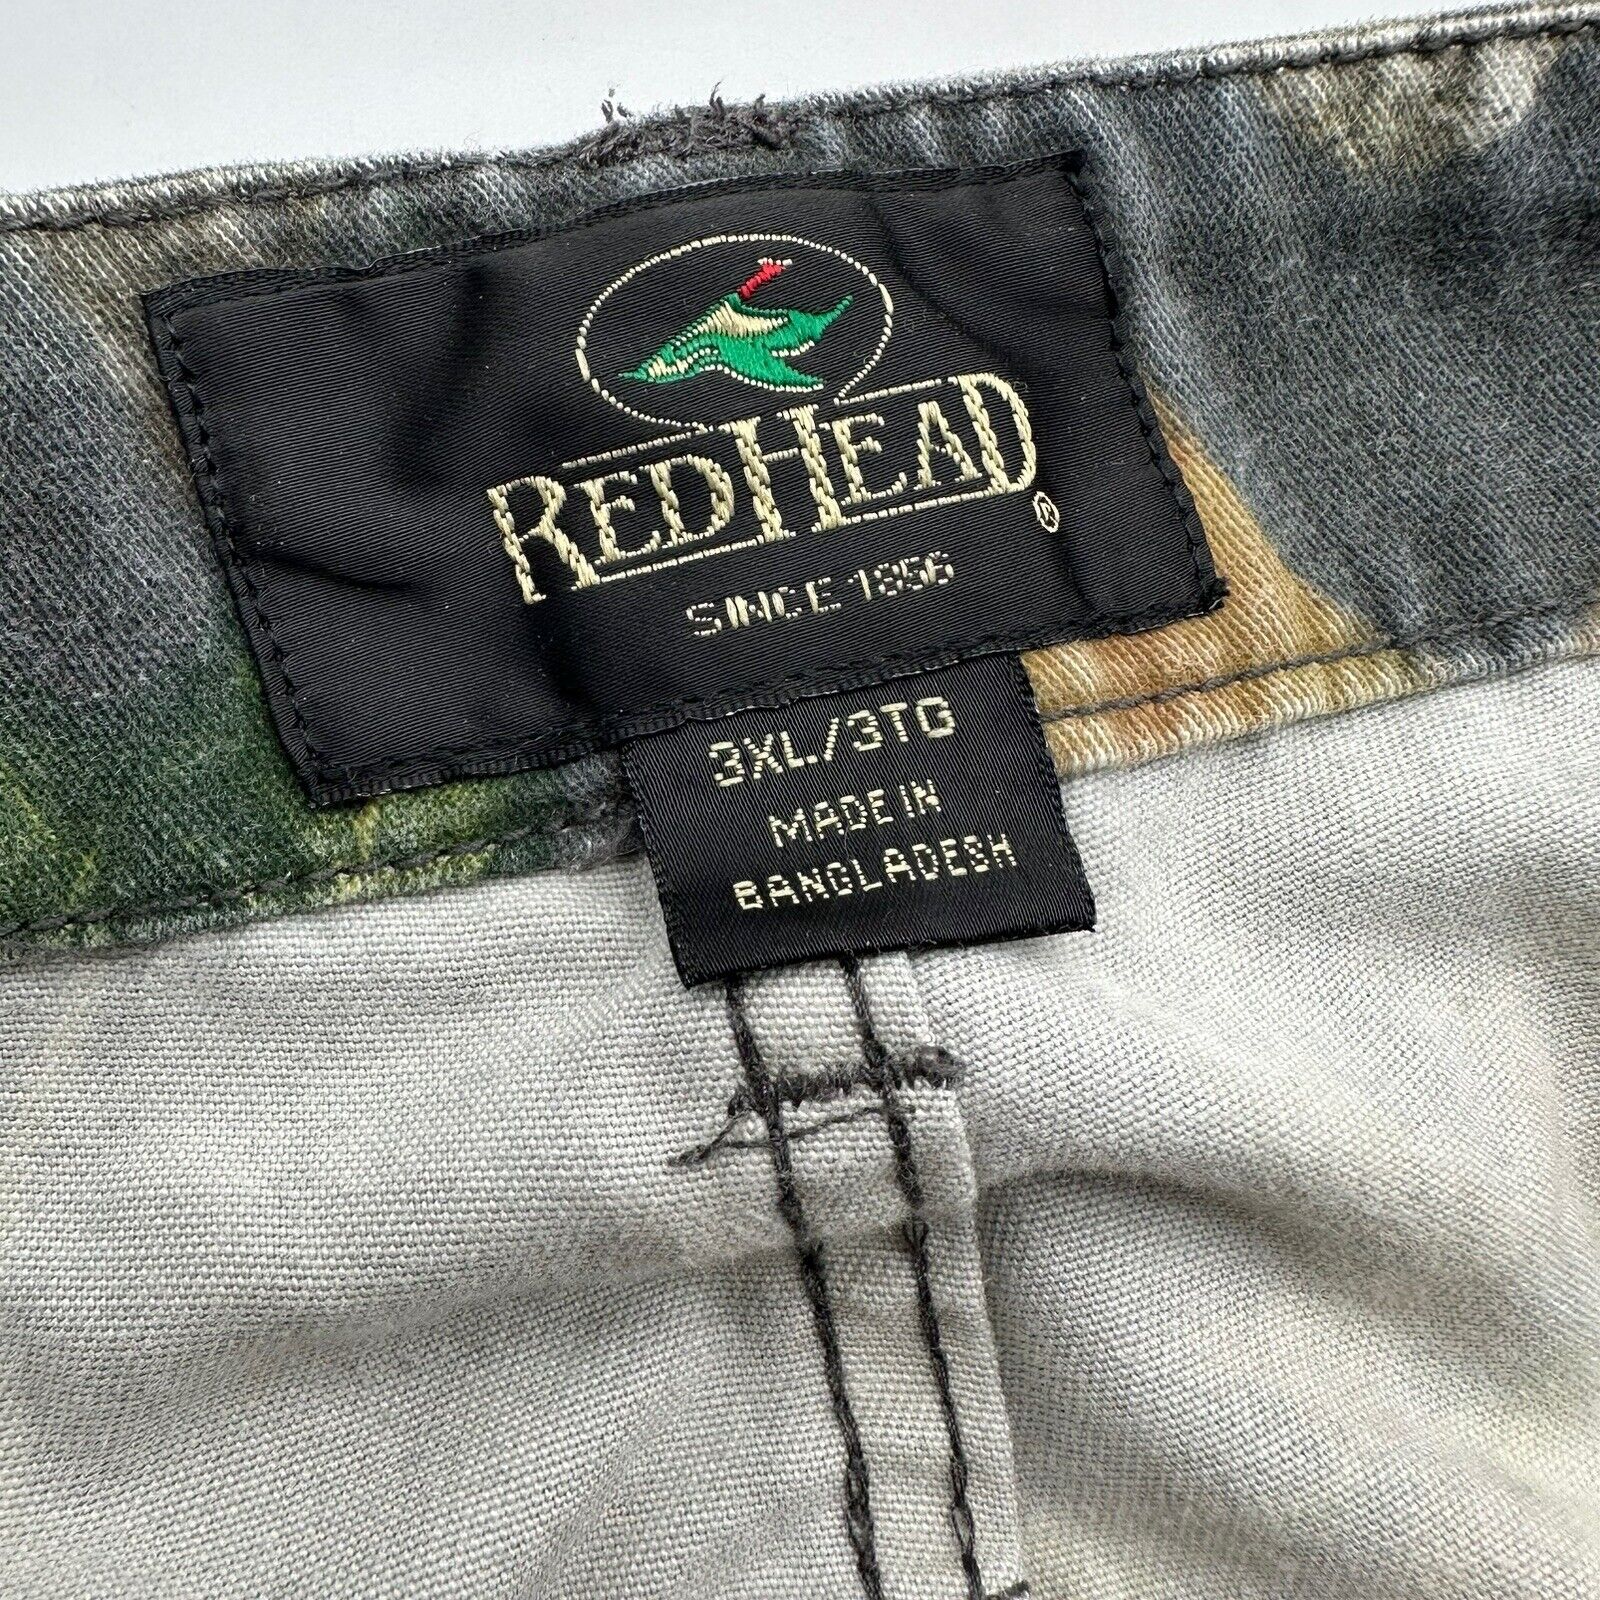 REDHEAD®
SINCE 1856
3XL/3TG
MADE IN
BANGLADESH